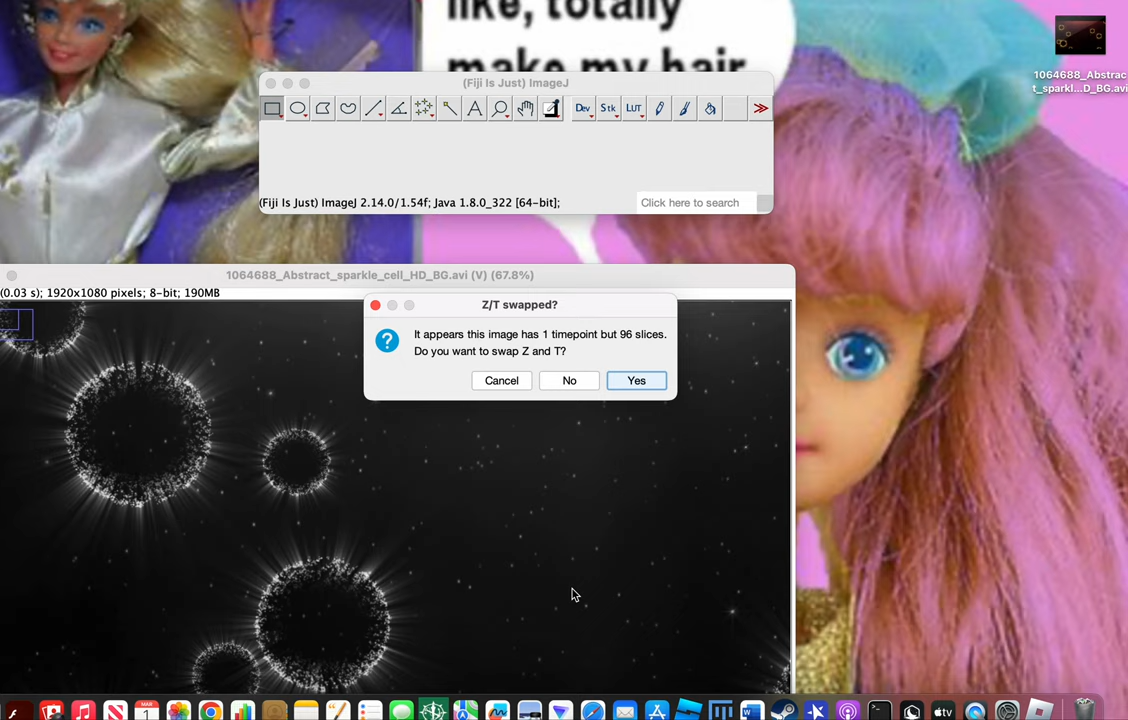 like, totally
make my hair
1064688_Abstrac
t_sparkl...D_BG.avi
(Fiji Is Just) ImageJ
A
Dev
Stk
LUT
(Fiji Is Just) ImageJ 2.14.0/1.54f; Java 1.8.0_322 [64-bit];
Click here to search
1064688_Abstract_sparkle_cell_HD_BG.avi (V) (67.8%)
(0.03 s); 1920x1080 pixels; 8-bit; 190MB
Z/T swapped?
It appears this image has 1 timepoint but 96 slices.
Do you want to swap Z and T?
Cancel
No
Yes
MAR
1
tv